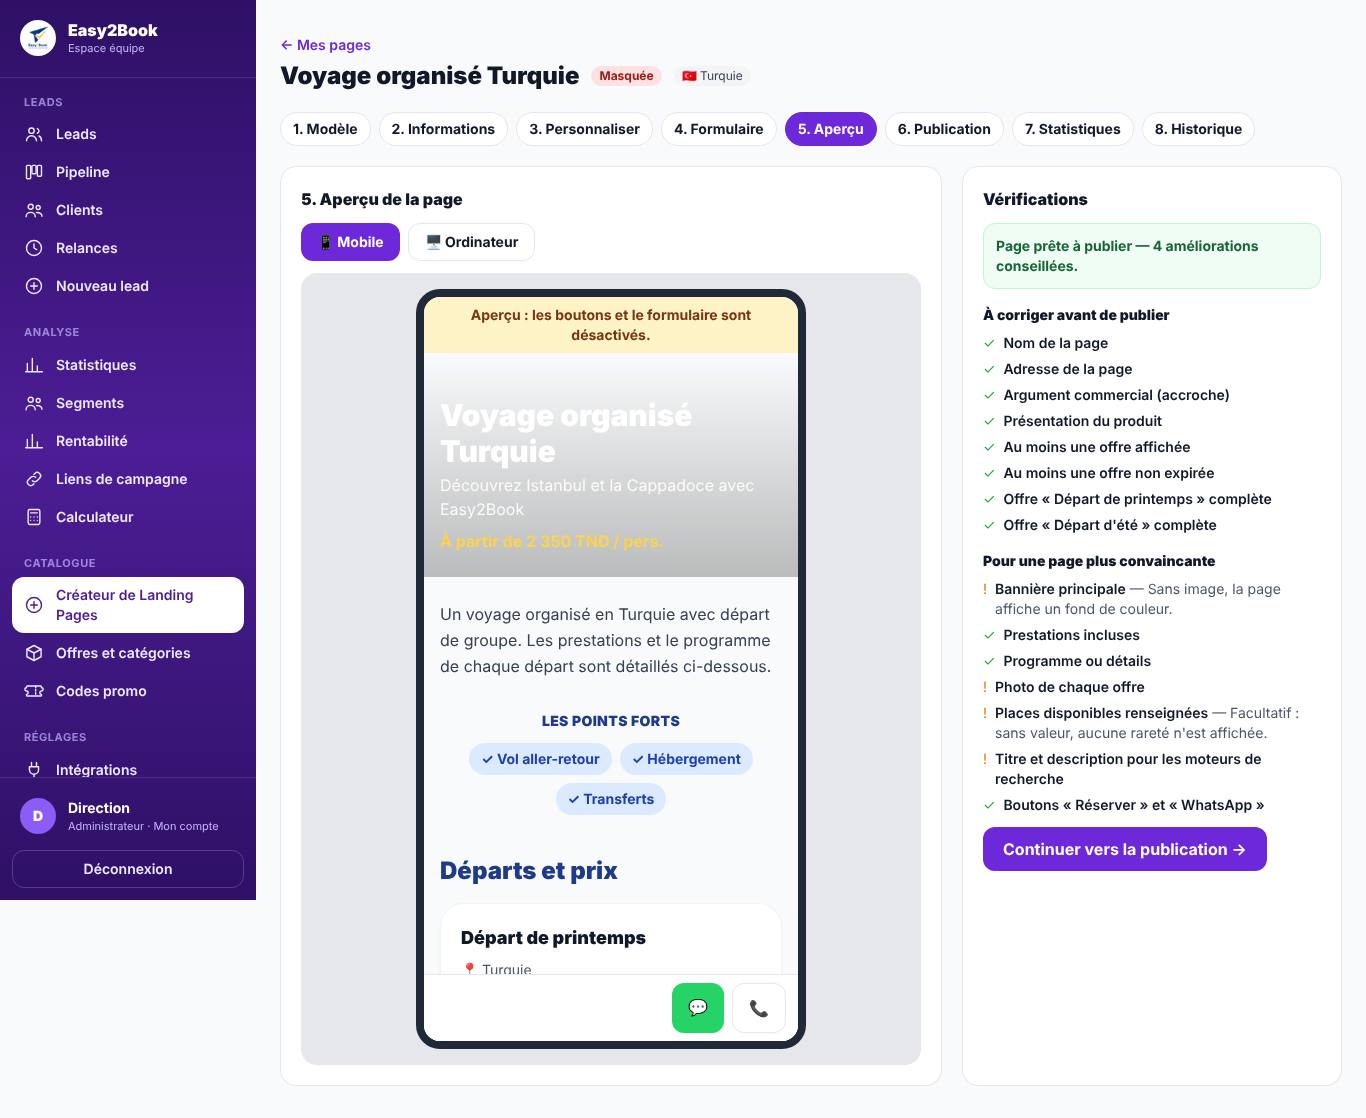 Easy2Book
Espace équipe
LEADS
Leads
Pipeline
Clients
Relances
Nouveau lead
ANALYSE
Statistiques
Segments
Rentabilité
Liens de campagne
Calculateur
CATALOGUE
Créateur de Landing
Pages
Offres et catégories
Codes promo
RÉGLAGES
Intégrations
D
Direction
Administrateur · Mon compte
Déconnexion
← Mes pages
Voyage organisé Turquie
Masquée
Turquie
1. Modèle
2. Informations
3. Personnaliser
4. Formulaire
5. Aperçu
6. Publication
7. Statistiques
8. Historique
5. Aperçu de la page
Mobile
Ordinateur
Aperçu : les boutons et le formulaire sont
désactivés.
Voyage organisé
Turquie
Découvrez Istanbul et la Cappadoce avec
Easy2Book
À partir de 2 350 TND / pers.
Un voyage organisé en Turquie avec départ
de groupe. Les prestations et le programme
de chaque départ sont détaillés ci-dessous.
LES POINTS FORTS
✓ Vol aller-retour
✓ Hébergement
✓ Transferts
Départs et prix
Départ de printemps
Turquie
Vérifications
Page prête à publier — 4 améliorations
conseillées.
À corriger avant de publier
✓ Nom de la page
✓ Adresse de la page
✓ Argument commercial (accroche)
✓ Présentation du produit
✓ Au moins une offre affichée
✓ Au moins une offre non expirée
✓ Offre « Départ de printemps » complète
✓ Offre « Départ d'été » complète
Pour une page plus convaincante
! Bannière principale — Sans image, la page
affiche un fond de couleur.
✓ Prestations incluses
✓ Programme ou détails
! Photo de chaque offre
! Places disponibles renseignées — Facultatif :
sans valeur, aucune rareté n'est affichée.
! Titre et description pour les moteurs de
recherche
✓ Boutons « Réserver » et « WhatsApp »
Continuer vers la publication →